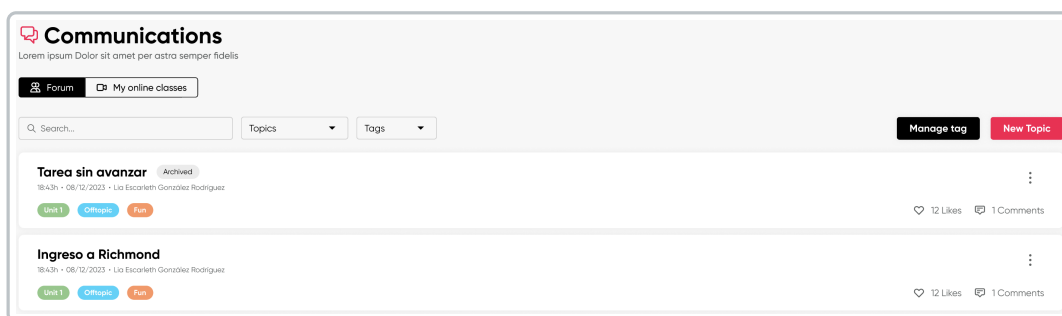 Communications
Lorem ipsum Dolor sit amet per astra semper fidelis
Forum My online classes
Search... Topics Tags Manage tag New Topic
Tarea sin avanzar Archived
18:43h • 08/12/2023 • Lia Escarleth González Rodríguez
Unit 1 Offtopic Fun 12 Likes 1 Comments
Ingreso a Richmond
18:43h • 08/12/2023 • Lia Escarleth González Rodríguez
Unit 1 Offtopic Fun 12 Likes 1 Comments